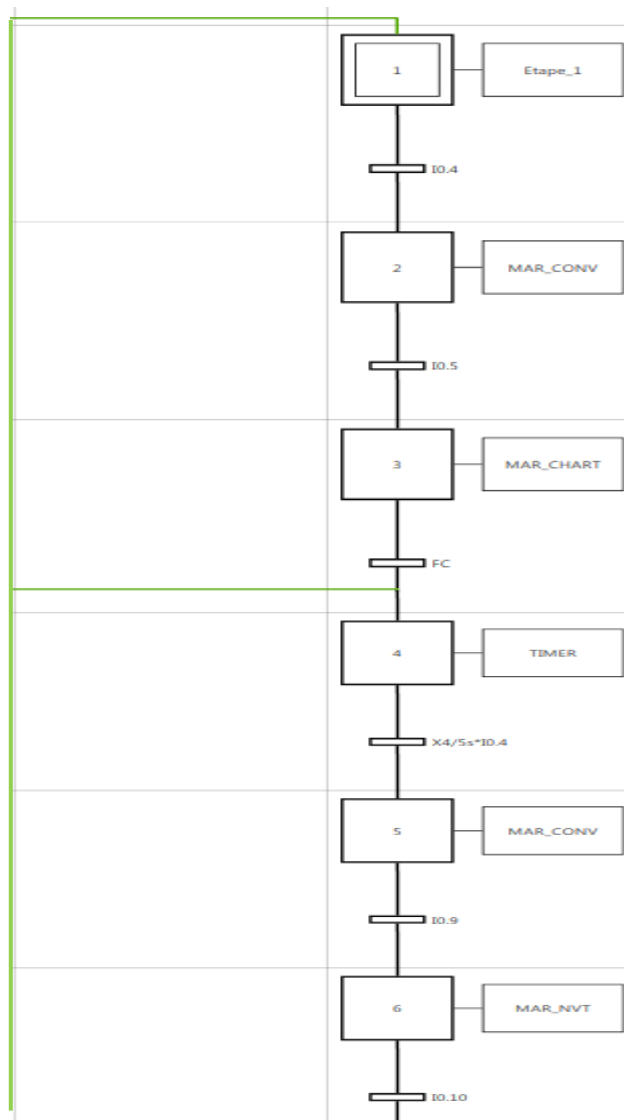 1 Etape_1
I0.4
2 MAR_CONV
I0.5
3 MAR_CHART
FC
4 TIMER
X4/5s*I0.4
5 MAR_CONV
I0.9
6 MAR_NVT
I0.10